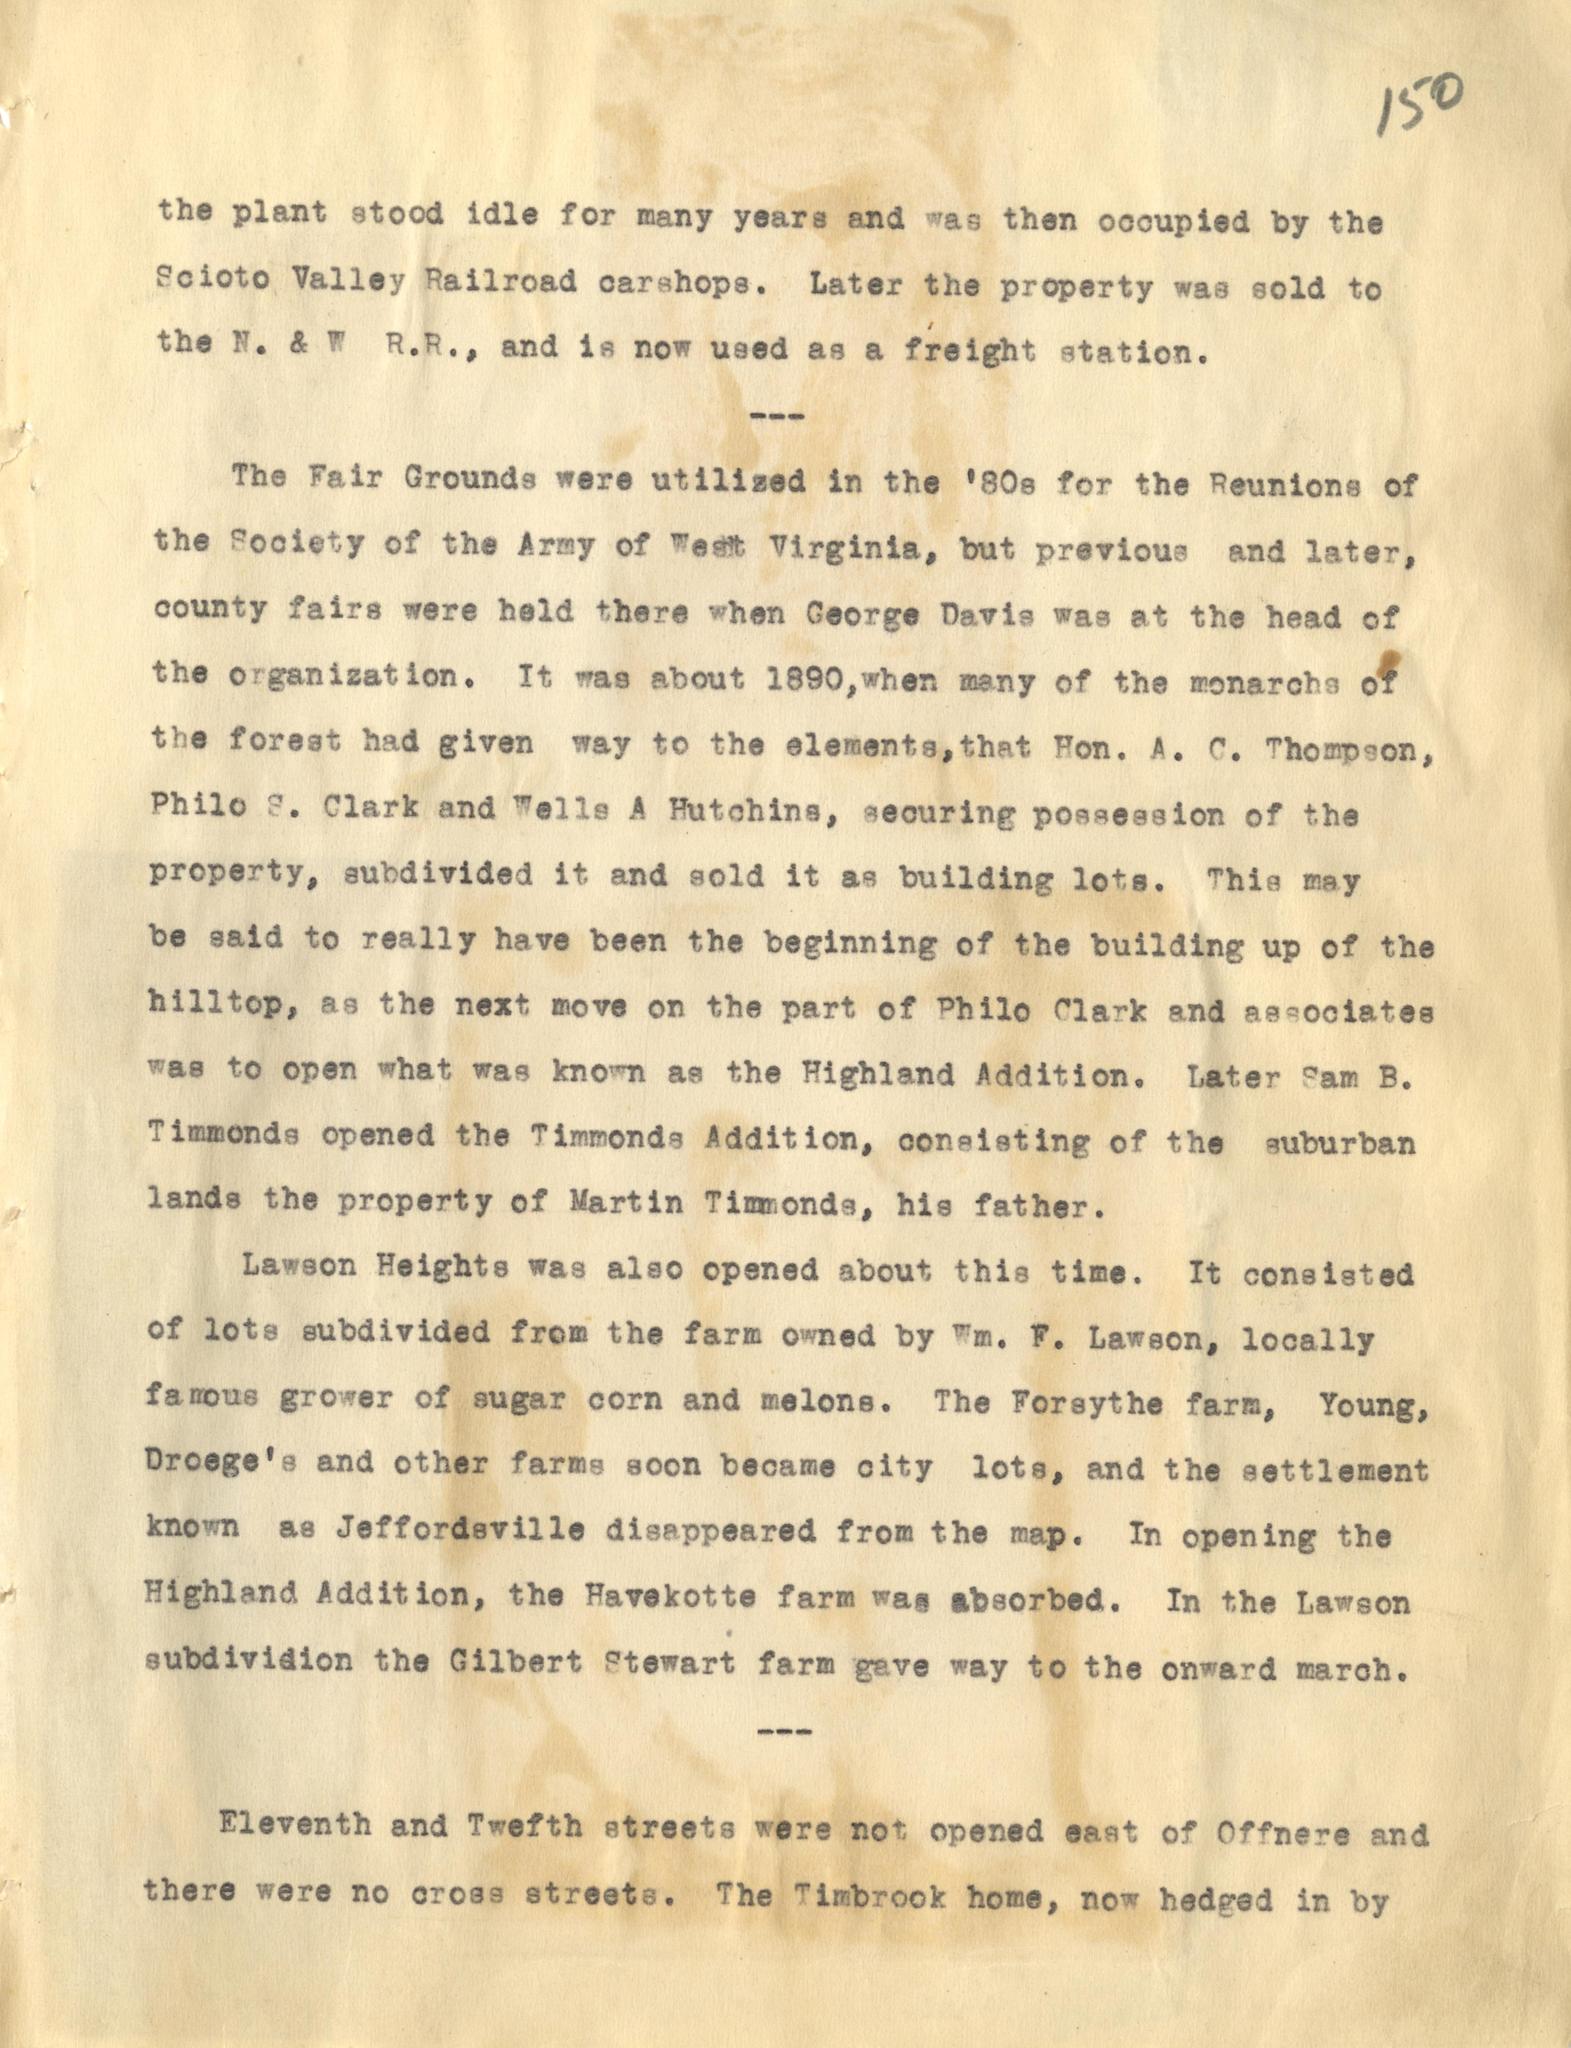 150
the plant stood idle for many years and was then occupied by the
Scioto Valley Railroad carshops. Later the property was sold to
the N. & W R.R., and is now used as a freight station.
---
The Fair Grounds were utilized in the '80s for the Reunions of
the Society of the Army of West Virginia, but previous and later,
county fairs were held there when George Davis was at the head of
the organization. It was about 1890,when many of the monarchs of
the forest had given way to the elements,that Hon. A. C. Thompson,
Philo S. Clark and Wells A Hutchins, securing possession of the
property, subdivided it and sold it as building lots. This may
be said to really have been the beginning of the building up of the
hilltop, as the next move on the part of Philo Clark and associates
was to open what was known as the Highland Addition. Later Sam B.
Timmonds opened the Timmonds Addition, consisting of the suburban
lands the property of Martin Timmonds, his father.
Lawson Heights was also opened about this time. It consisted
of lots subdivided from the farm owned by Wm. F. Lawson, locally
famous grower of sugar corn and melons. The Forsythe farm, Young,
Droege's and other farms soon became city lots, and the settlement
known as Jeffordsville disappeared from the map. In opening the
Highland Addition, the Havekotte farm was absorbed. In the Lawson
subdividion the Gilbert Stewart farm gave way to the onward march.
---
Eleventh and Twefth streets were not opened east of Offnere and
there were no cross streets. The Timbrook home, now hedged in by